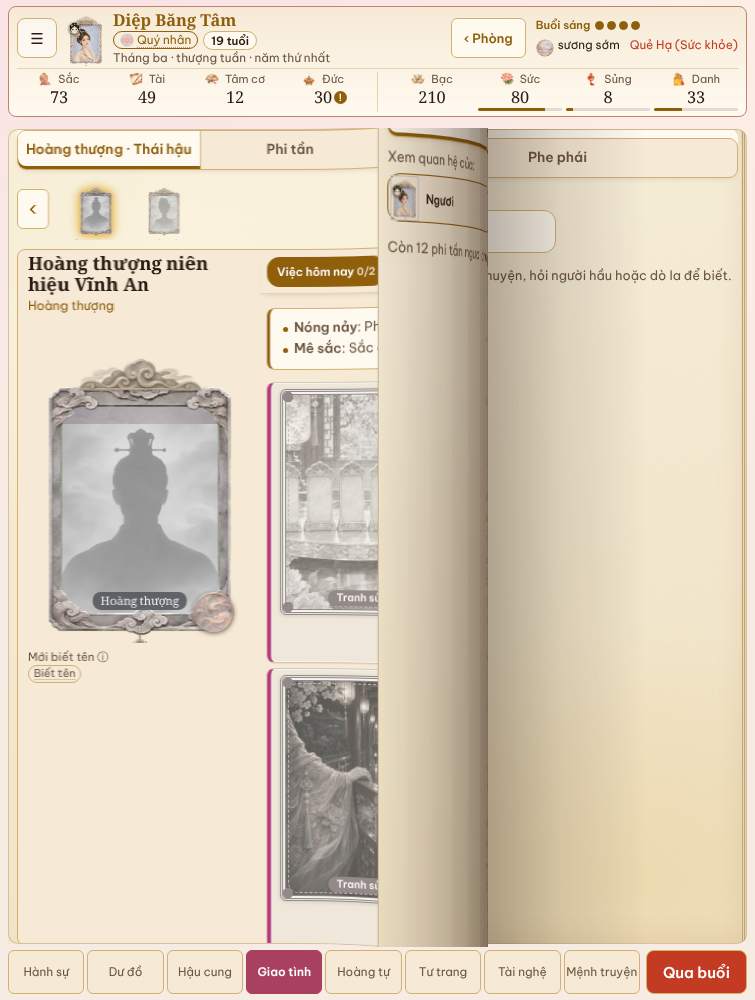 ☰
Diệp Băng Tâm
Quý nhân
19 tuổi
Tháng ba · thượng tuần · năm thứ nhất
‹ Phòng
Buổi sáng
sương sớm
Quẻ Hạ (Sức khỏe)
Sắc
73
Tài
49
Tâm cơ
12
Đức
30 !
Bạc
210
Sức
80
Sủng
8
Danh
33
Hoàng thượng · Thái hậu
Phi tần
Phe phái
‹
Hoàng thượng niên
hiệu Vĩnh An
Hoàng thượng
Hoàng thượng
Mới biết tên ⓘ
Biết tên
Việc hôm nay 0/2
• Nóng nảy: Ph
• Mê sắc: Sắc
Tranh sủ
Tranh sủ
Xem quan hệ của:
Ngươi
Còn 12 phi tần ngươi
huyện, hỏi người hầu hoặc dò la để biết.
Hành sự
Dư đồ
Hậu cung
Giao tình
Hoàng tự
Tư trang
Tài nghệ
Mệnh truyện
Qua buổi